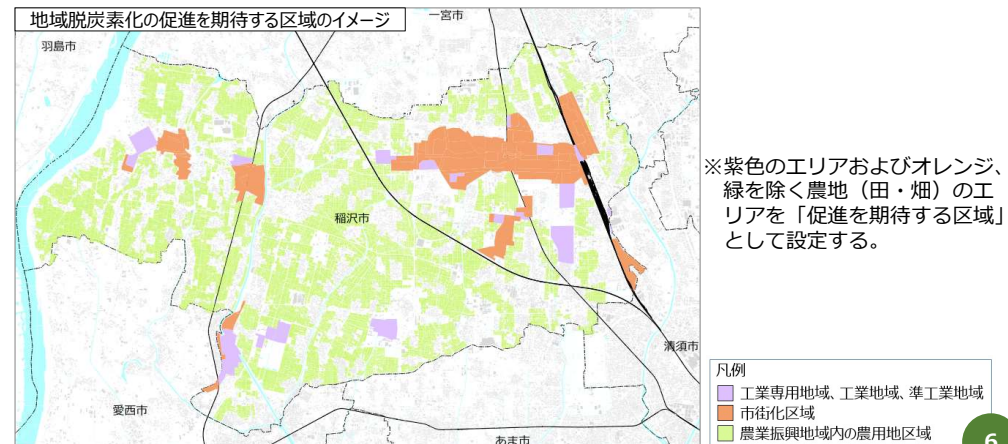 地域脱炭素化の促進を期待する区域のイメージ
一宮市
羽島市
稲沢市
清須市
愛西市
あま市
※紫色のエリアおよびオレンジ、
緑を除く農地（田・畑）のエ
リアを「促進を期待する区域」
として設定する。
凡例
工業専用地域、工業地域、準工業地域
市街化区域
農業振興地域内の農用地区域
6